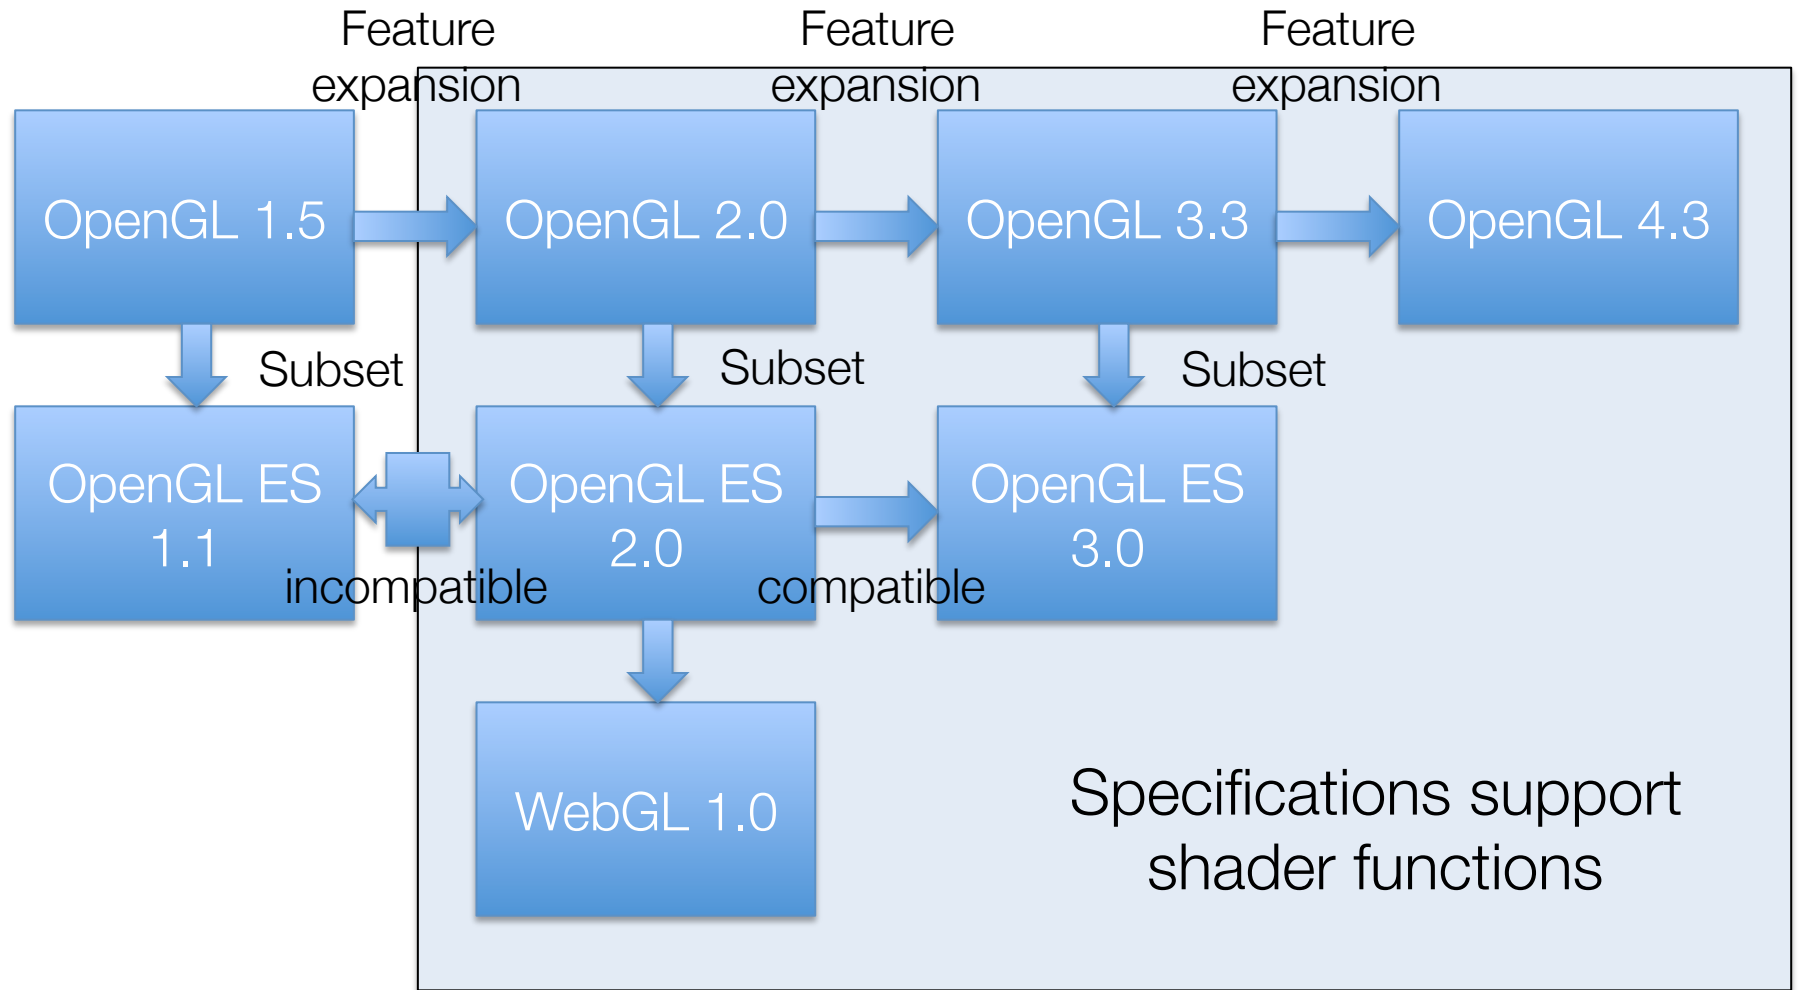 Feature
expansion
Feature
expansion
Feature
expansion
OpenGL 1.5
OpenGL 2.0
OpenGL 3.3
OpenGL 4.3
Subset
Subset
Subset
OpenGL ES
1.1
OpenGL ES
2.0
OpenGL ES
3.0
incompatible
compatible
WebGL 1.0
Specifications support
shader functions